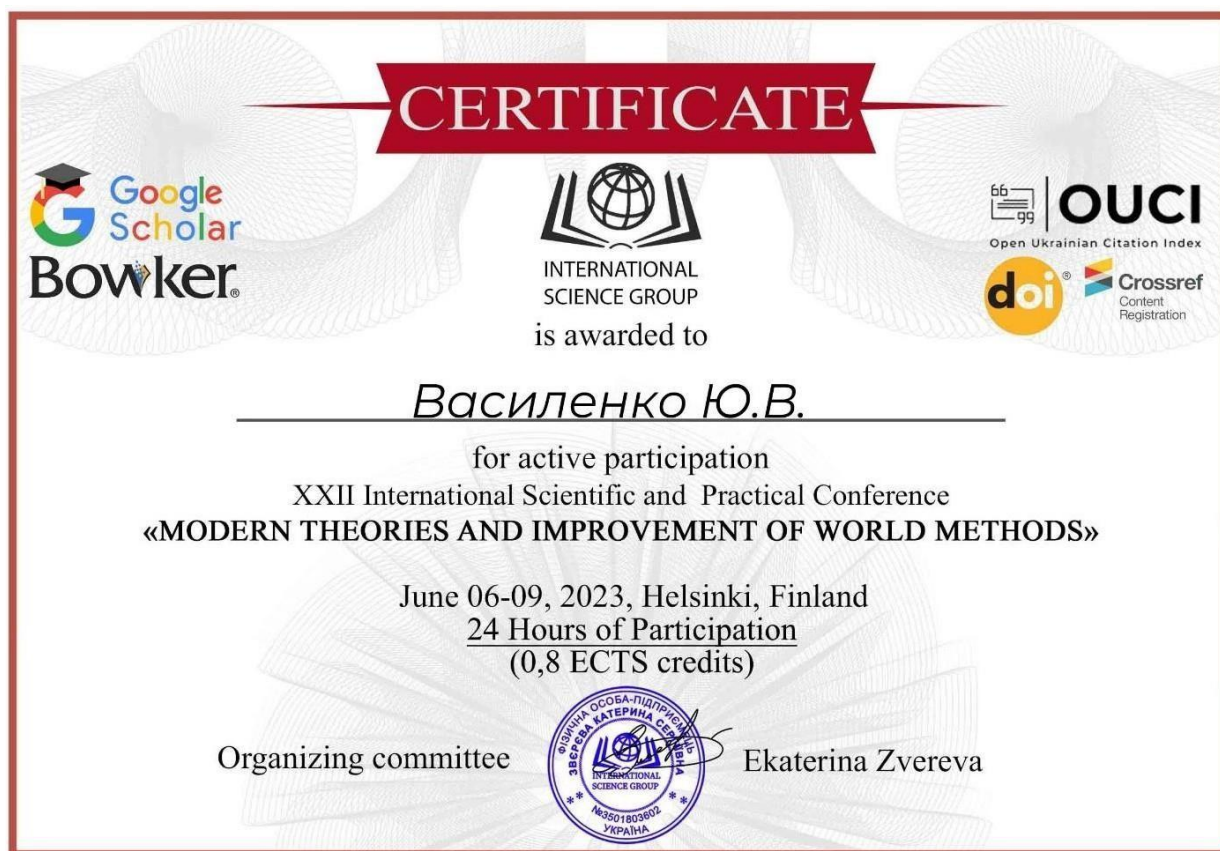 CERTIFICATE
Google
Scholar
Bowker®
INTERNATIONAL
SCIENCE GROUP
66
99
OUCI
Open Ukrainian Citation Index
doi®
Crossref
Content
Registration
is awarded to
Василенко Ю.В.
for active participation
XXII International Scientific and Practical Conference
«MODERN THEORIES AND IMPROVEMENT OF WORLD METHODS»
June 06-09, 2023, Helsinki, Finland
24 Hours of Participation
(0,8 ECTS credits)
Organizing committee
ФІЗИЧНА ОСОБА-ПІДПРИЄМЕЦЬ
ЗВЄРЄВА КАТЕРИНА СЕРГІЇВНА
INTERNATIONAL
SCIENCE GROUP
№3501803602
УКРАЇНА
Ekaterina Zvereva